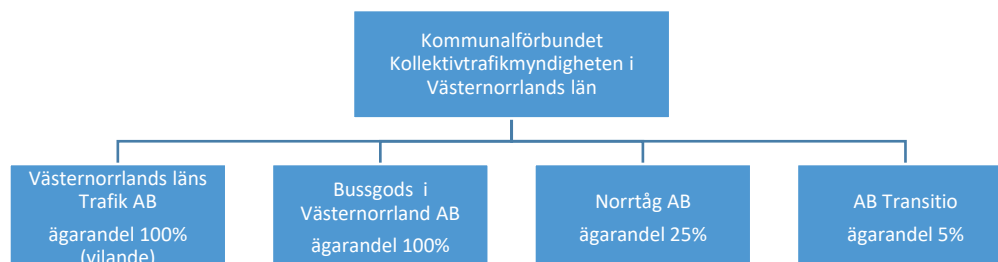 Kommunalförbundet
Kollektivtrafikmyndigheten i
Västernorrlands län
Västernorrlands läns
Trafik AB
ägarandel 100%
(vilande)
Bussgods i
Västernorrland AB
ägarandel 100%
Norrtåg AB
ägarandel 25%
AB Transitio
ägarandel 5%